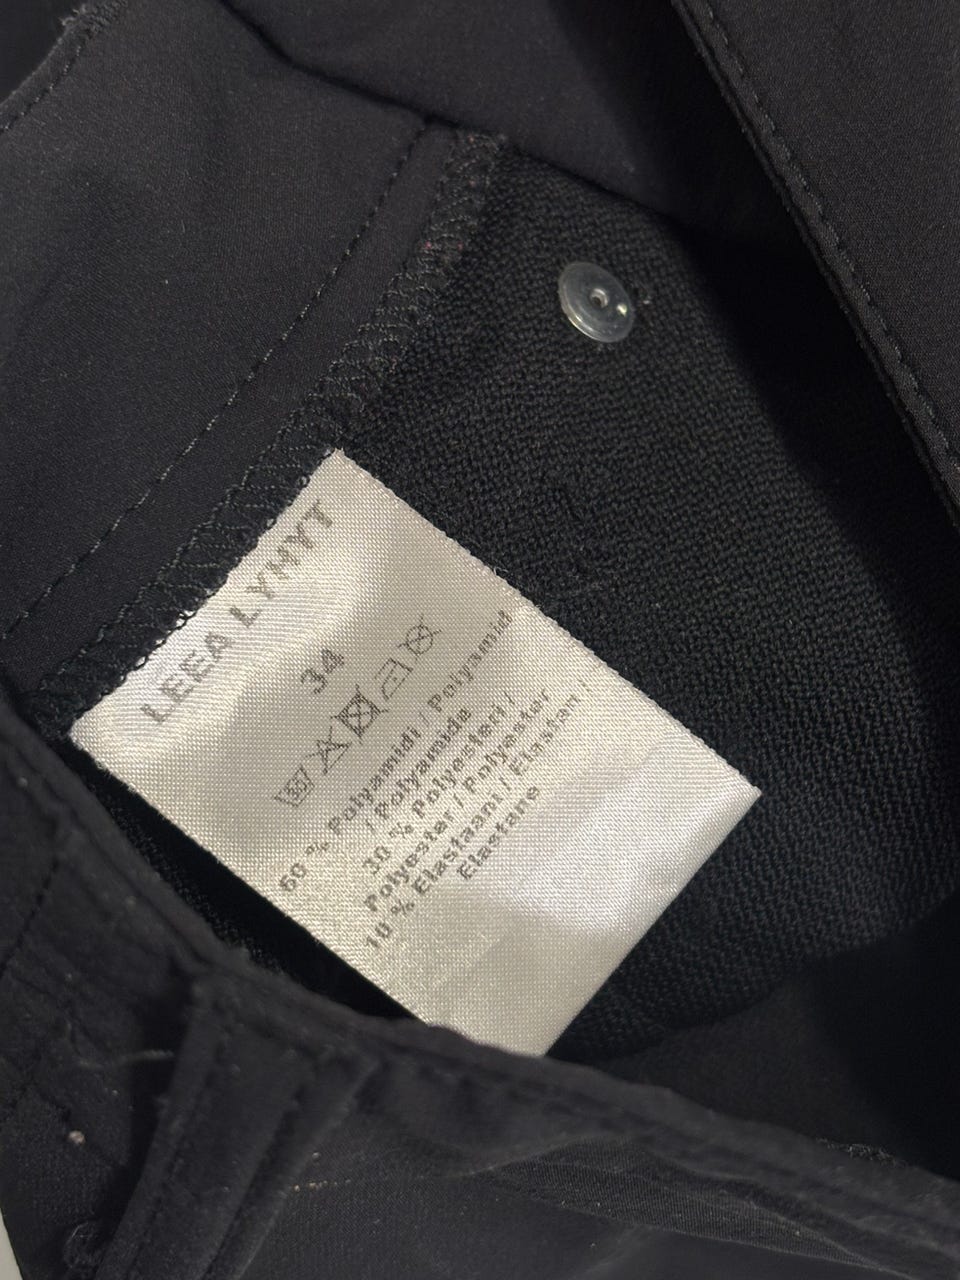 LEEA LYHYT
34
60 % Polyamidi / Polyamid
/ Polyamide
30 % Polyesteri /
Polyester / Polyester
10 % Elastaani / Elastan /
Elastane